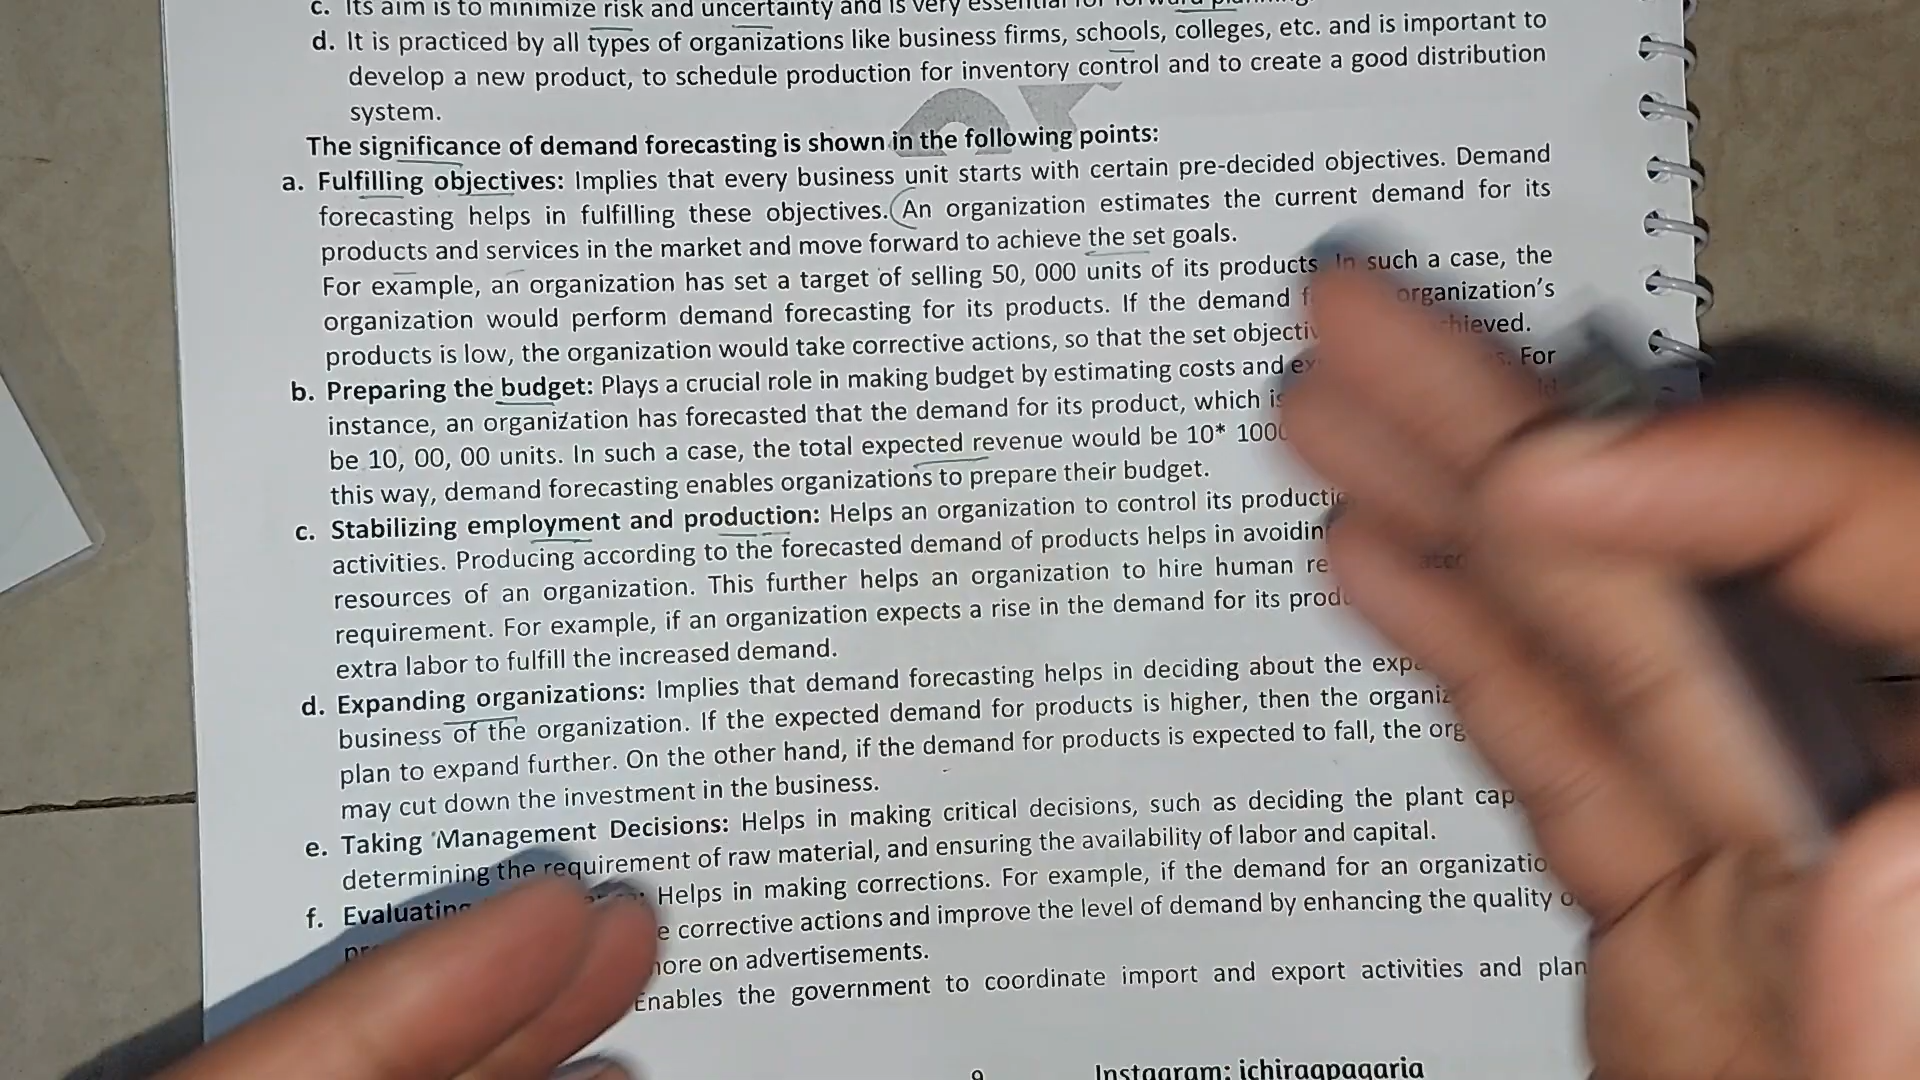 c. Its aim is to minimize risk and uncertainty and is very essential for forward
d. It is practiced by all types of organizations like business firms, schools, colleges, etc. and is important to
develop a new product, to schedule production for inventory control and to create a good distribution
system.
The significance of demand forecasting is shown in the following points:
a. Fulfilling objectives: Implies that every business unit starts with certain pre-decided objectives. Demand
forecasting helps in fulfilling these objectives. An organization estimates the current demand for its
products and services in the market and move forward to achieve the set goals.
For example, an organization has set a target of selling 50, 000 units of its products. In such a case, the
organization would perform demand forecasting for its products. If the demand organization's
products is low, the organization would take corrective actions, so that the set
b. Preparing the budget: Plays a crucial role in making budget by estimating costs and For
instance, an organization has forecasted that the demand for its product, which
be 10, 00, 00 units. In such a case, the total expected revenue would be 10*
this way, demand forecasting enables organizations to prepare their budget.
c. Stabilizing employment and production: Helps an organization to control its
activities. Producing according to the forecasted demand of products helps in
resources of an organization. This further helps an organization to hire human
requirement. For example, if an organization expects a rise in the demand for its
extra labor to fulfill the increased demand.
d. Expanding organizations: Implies that demand forecasting helps in deciding about the
business of the organization. If the expected demand for products is higher, then the
plan to expand further. On the other hand, if the demand for products is expected to fall, the
may cut down the investment in the business.
e. Taking Management Decisions: Helps in making critical decisions, such as deciding the plant
determining the requirement of raw material, and ensuring the availability of labor and capital.
f. Evaluating Helps in making corrections. For example, if the demand for an
corrective actions and improve the level of demand by enhancing the quality
more on advertisements.
Enables the government to coordinate import and export activities and plan
9 Instagram: ichiragpagaria